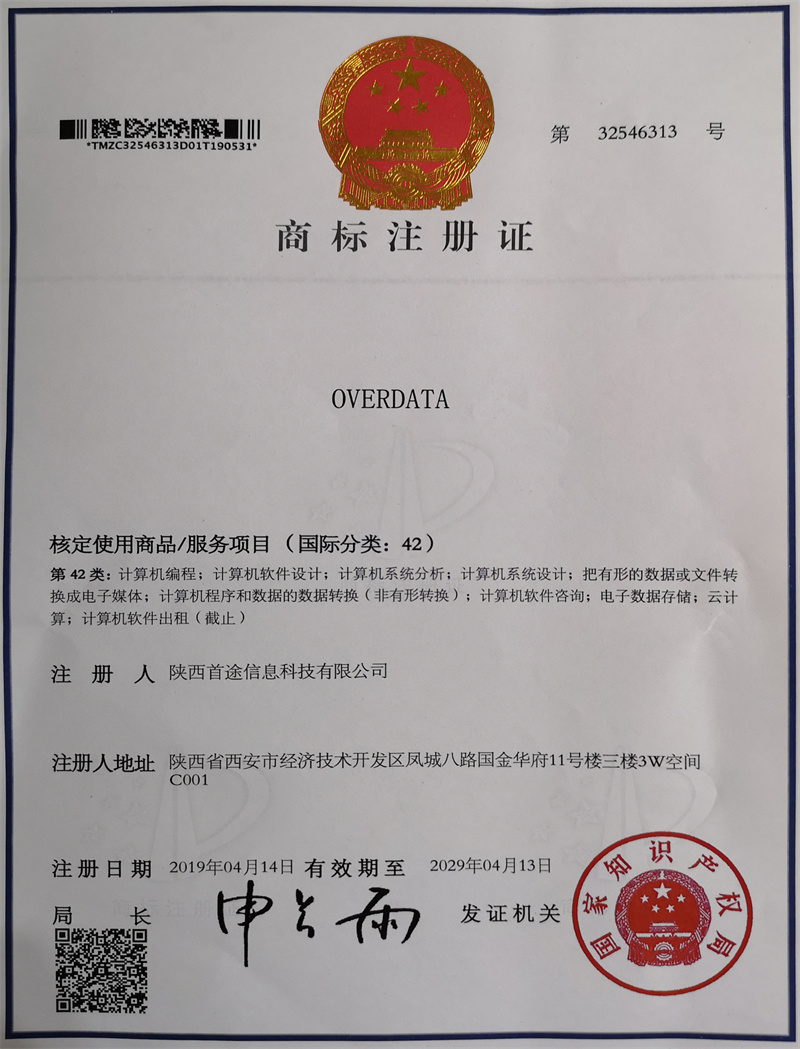 *TMZC32546313D01T190531*
第 32546313 号
商标注册证
OVERDATA
核定使用商品/服务项目（国际分类：42）
第 42 类：计算机编程；计算机软件设计；计算机系统分析；计算机系统设计；把有形的数据或文件转
换成电子媒体；计算机程序和数据的数据转换（非有形转换）；计算机软件咨询；电子数据存储；云计
算；计算机软件出租（截止）
注册人 陕西首途信息科技有限公司
注册人地址 陕西省西安市经济技术开发区凤城八路国金华府11号楼三楼3W空间
C001
注册日期 2019年04月14日 有效期至 2029年04月13日
局长 申长雨 发证机关
国家知识产权局